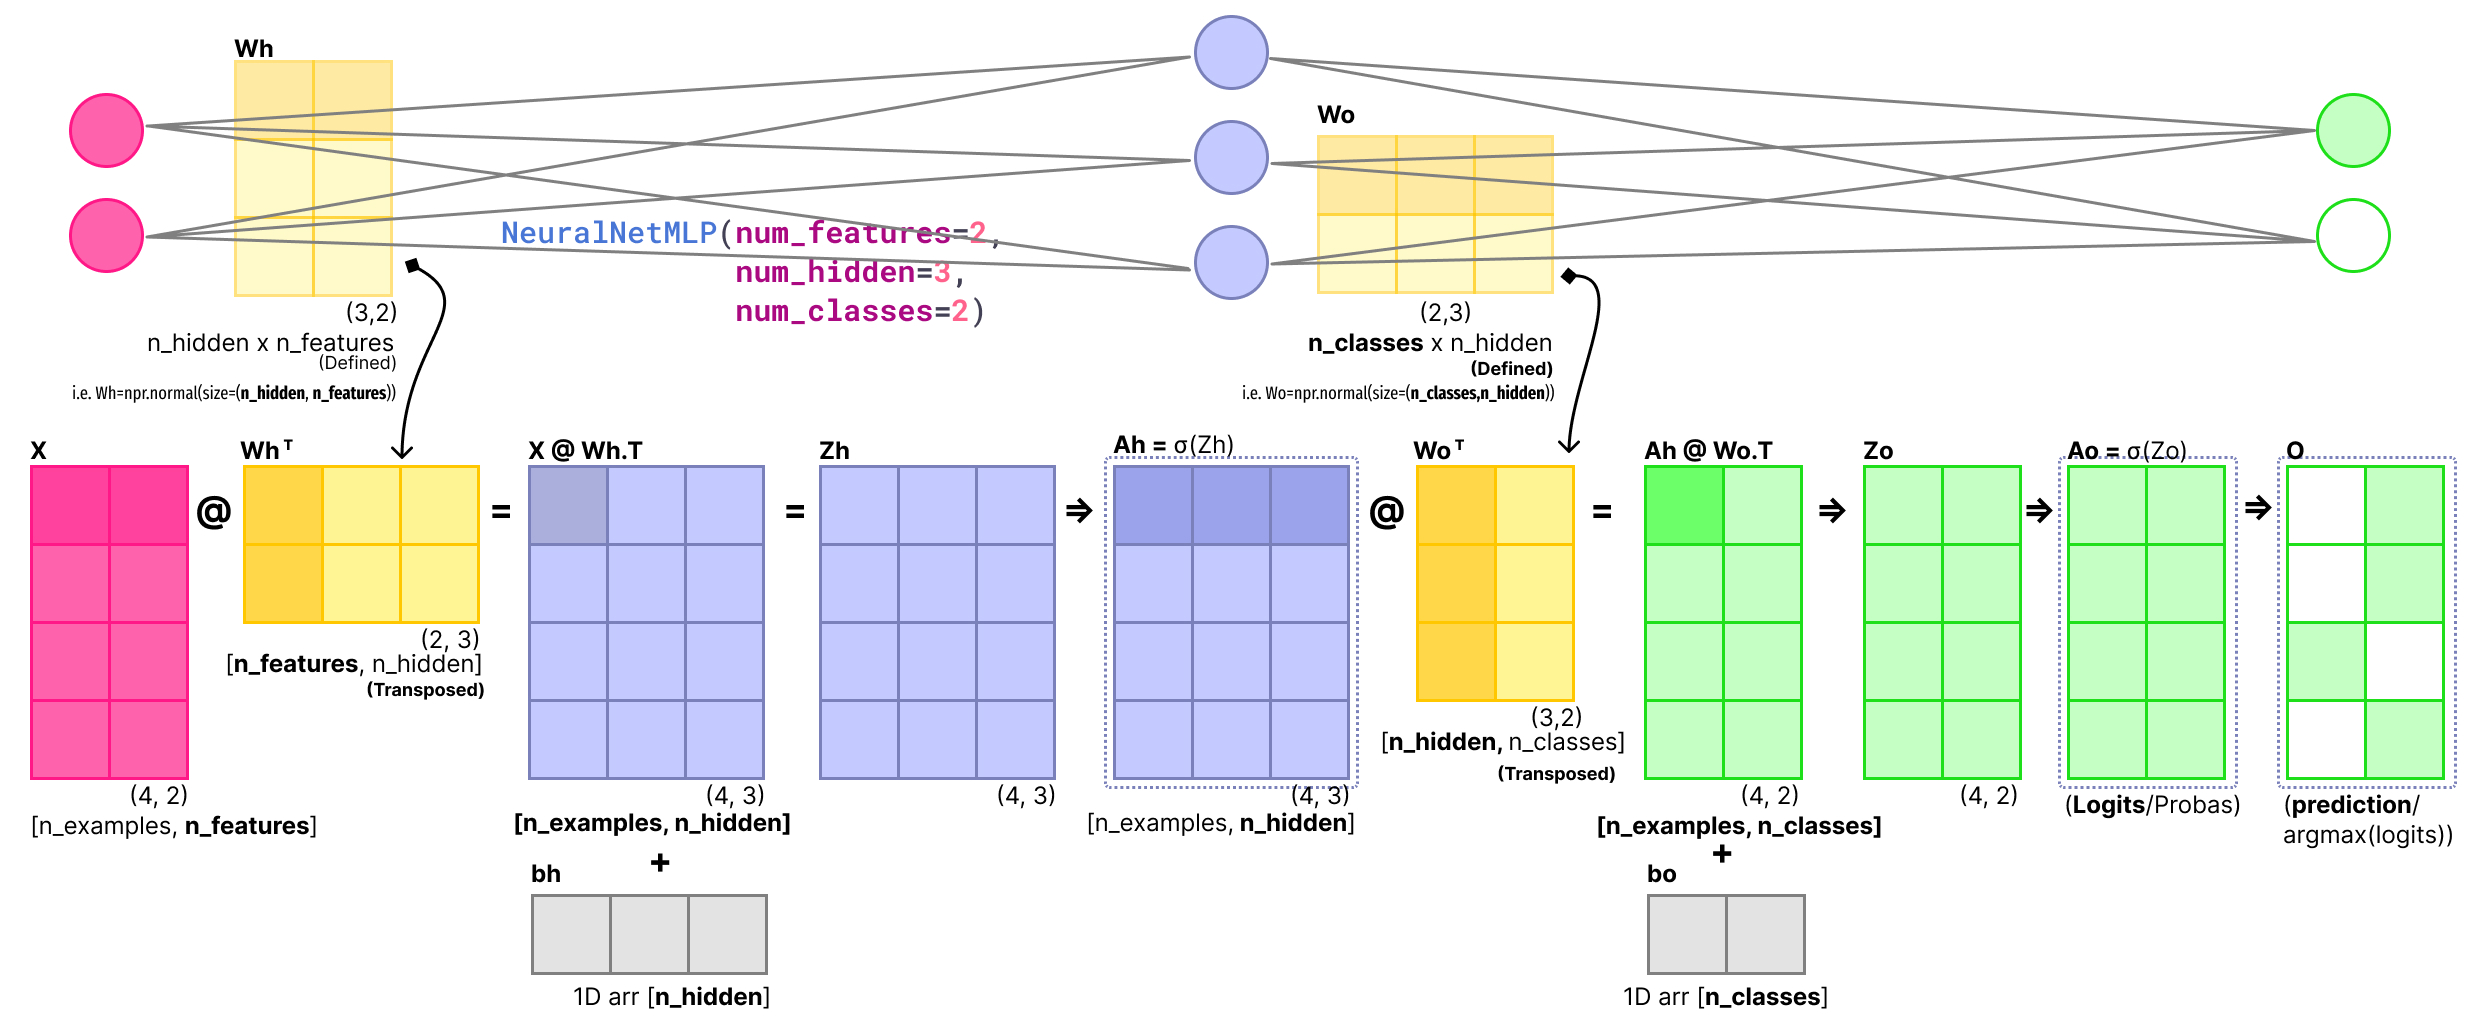 Wh
Wo
NeuralNetMLP(num_features=2,
num_hidden=3,
num_classes=2)
(3,2)
n_hidden x n_features
(Defined)
i.e. Wh=npr.normal(size=(n_hidden, n_features))
(2,3)
n_classes x n_hidden
(Defined)
i.e. Wo=npr.normal(size=(n_classes,n_hidden))
X
Wh ᵀ
X @ Wh.T
Zh
Ah = σ(Zh)
Wo ᵀ
Ah @ Wo.T
Zo
Ao = σ(Zo)
O
@
=
=
⇒
@
=
⇒
⇒
⇒
(2, 3)
[n_features, n_hidden]
(Transposed)
(3,2)
[n_hidden, n_classes]
(Transposed)
(4, 2)
[n_examples, n_features]
(4, 3)
[n_examples, n_hidden]
+
bh
1D arr [n_hidden]
(4, 3)
(4, 3)
[n_examples, n_hidden]
(4, 2)
[n_examples, n_classes]
+
bo
1D arr [n_classes]
(4, 2)
(Logits/Probas)
(prediction/
argmax(logits))